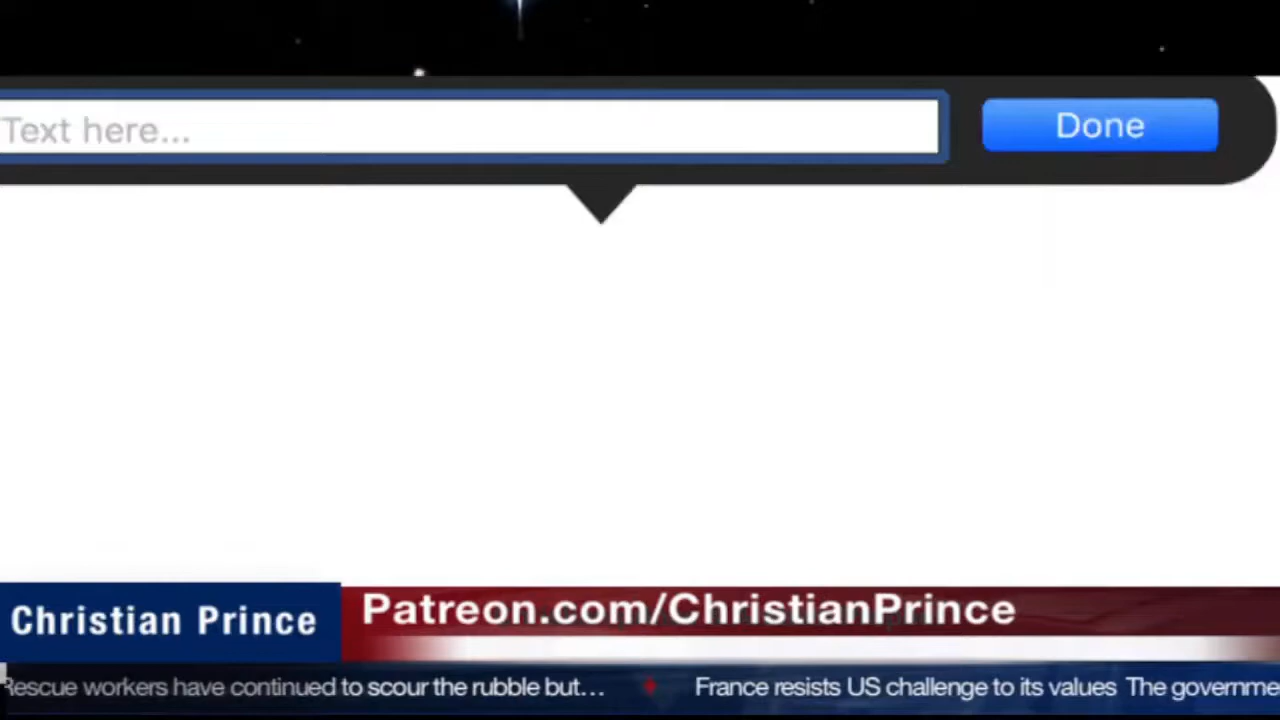 Text here...
Done
Christian Prince
Patreon.com/ChristianPrince
Rescue workers have continued to scour the rubble but... France resists US challenge to its values The governme